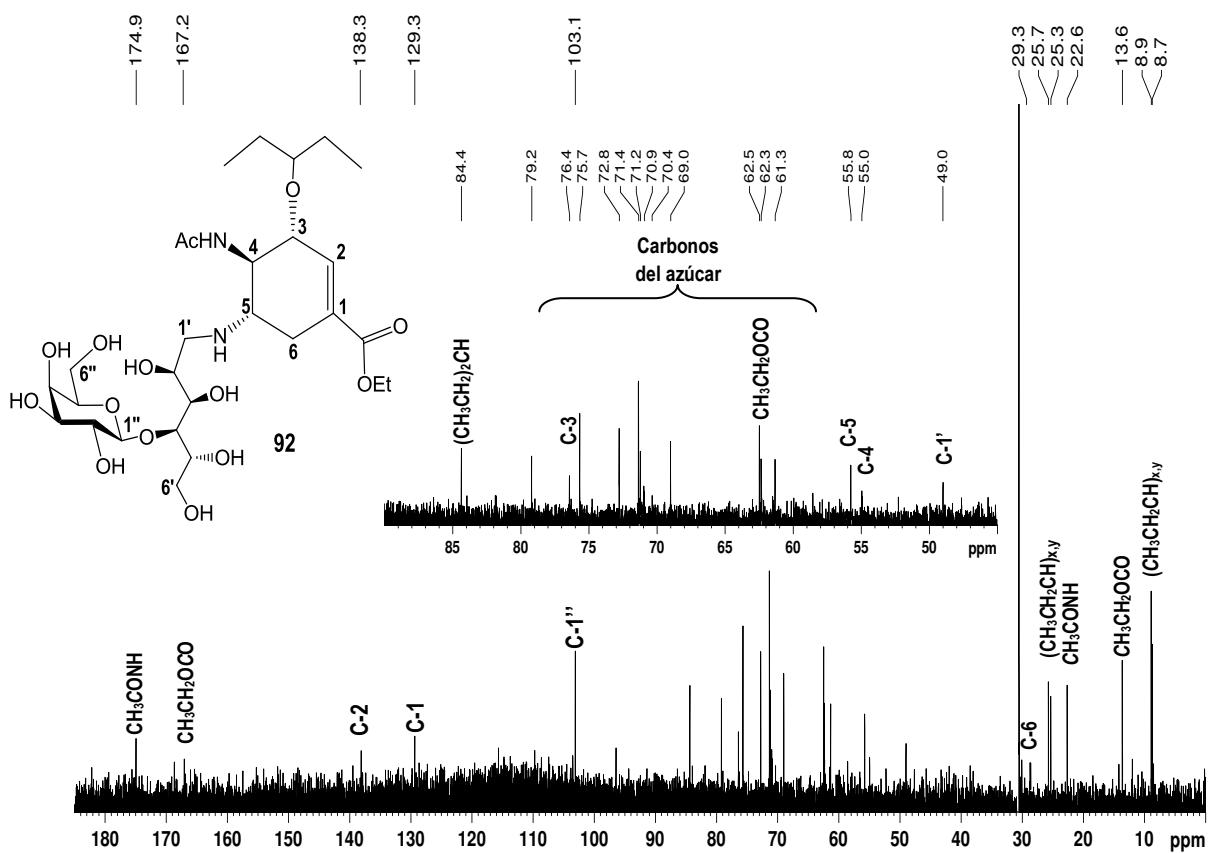 174.9
167.2
138.3
129.3
103.1
29.3
25.7
25.3
22.6
13.6
8.9
8.7
84.4
79.2
76.4
75.7
72.8
71.4
71.2
70.9
70.4
69.0
62.5
62.3
61.3
55.8
55.0
49.0
O
AcHN
3
4
2
5
1
1'
N
H
6
O
OEt
OH
OH
6''
HO
OH
HO
O
1''
O
OH
OH
92
OH
6'
OH
Carbonos
del azúcar
(CH₃CH₂)₂CH
C-3
CH₃CH₂OCO
C-5
C-4
C-1'
85 80 75 70 65 60 55 50 ppm
CH₃CONH
CH₃CH₂OCO
C-2
C-1
C-1''
C-6
(CH₃CH₂CH)x,y
CH₃CONH
CH₃CH₂OCO
(CH₃CH₂CH)x,y
180 170 160 150 140 130 120 110 100 90 80 70 60 50 40 30 20 10 ppm